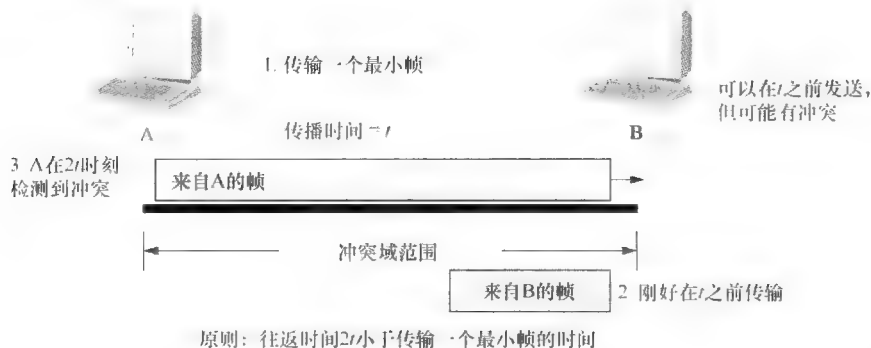 1. 传输一个最小帧
可以在t之前发送,
但可能有冲突
A
传播时间=t
B
3 A在2t时刻
检测到冲突
来自A的帧
冲突域范围
来自B的帧
2 刚好在t之前传输
原则：往返时间2t小于传输一个最小帧的时间